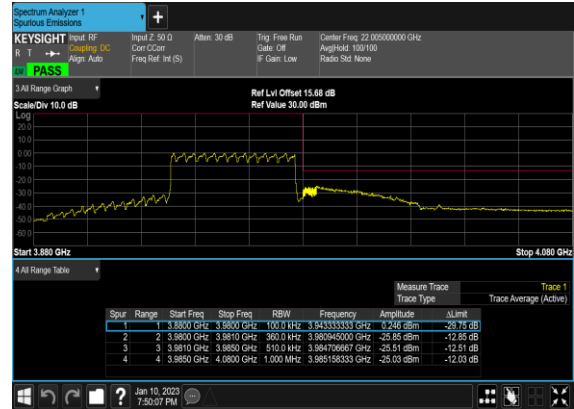 Spectrum Analyzer 1
Spurious Emissions
KEYSIGHT Input: RF Input Z: 50 Ω Atten: 30 dB Trig: Free Run Center Freq: 22.005000000 GHz
R T Coupling: DC Corr CCorr Gate: Off Avg|Hold: 100/100
Align: Auto Freq Ref: Int (S) IF Gain: Low Radio Std: None
PASS
3 All Range Graph
Ref Lvl Offset 15.68 dB
Scale/Div 10.0 dB Ref Value 30.00 dBm
Log
20.0
10.0
0.00
-10.0
-20.0
-30.0
-40.0
-50.0
-60.0
Start 3.880 GHz Stop 4.080 GHz
4 All Range Table
Measure Trace Trace 1
Trace Type Trace Average (Active)
Spur Range Start Freq Stop Freq RBW Frequency Amplitude ΔLimit
1 1 3.8800 GHz 3.9800 GHz 100.0 kHz 3.943333333 GHz 0.246 dBm -29.75 dB
2 2 3.9800 GHz 3.9810 GHz 360.0 kHz 3.980945000 GHz -25.85 dBm -12.85 dB
3 3 3.9810 GHz 3.9850 GHz 510.0 kHz 3.984706667 GHz -25.51 dBm -12.51 dB
4 4 3.9850 GHz 4.0800 GHz 1.000 MHz 3.985158333 GHz -25.03 dBm -12.03 dB
? Jan 10, 2023
7:50:07 PM